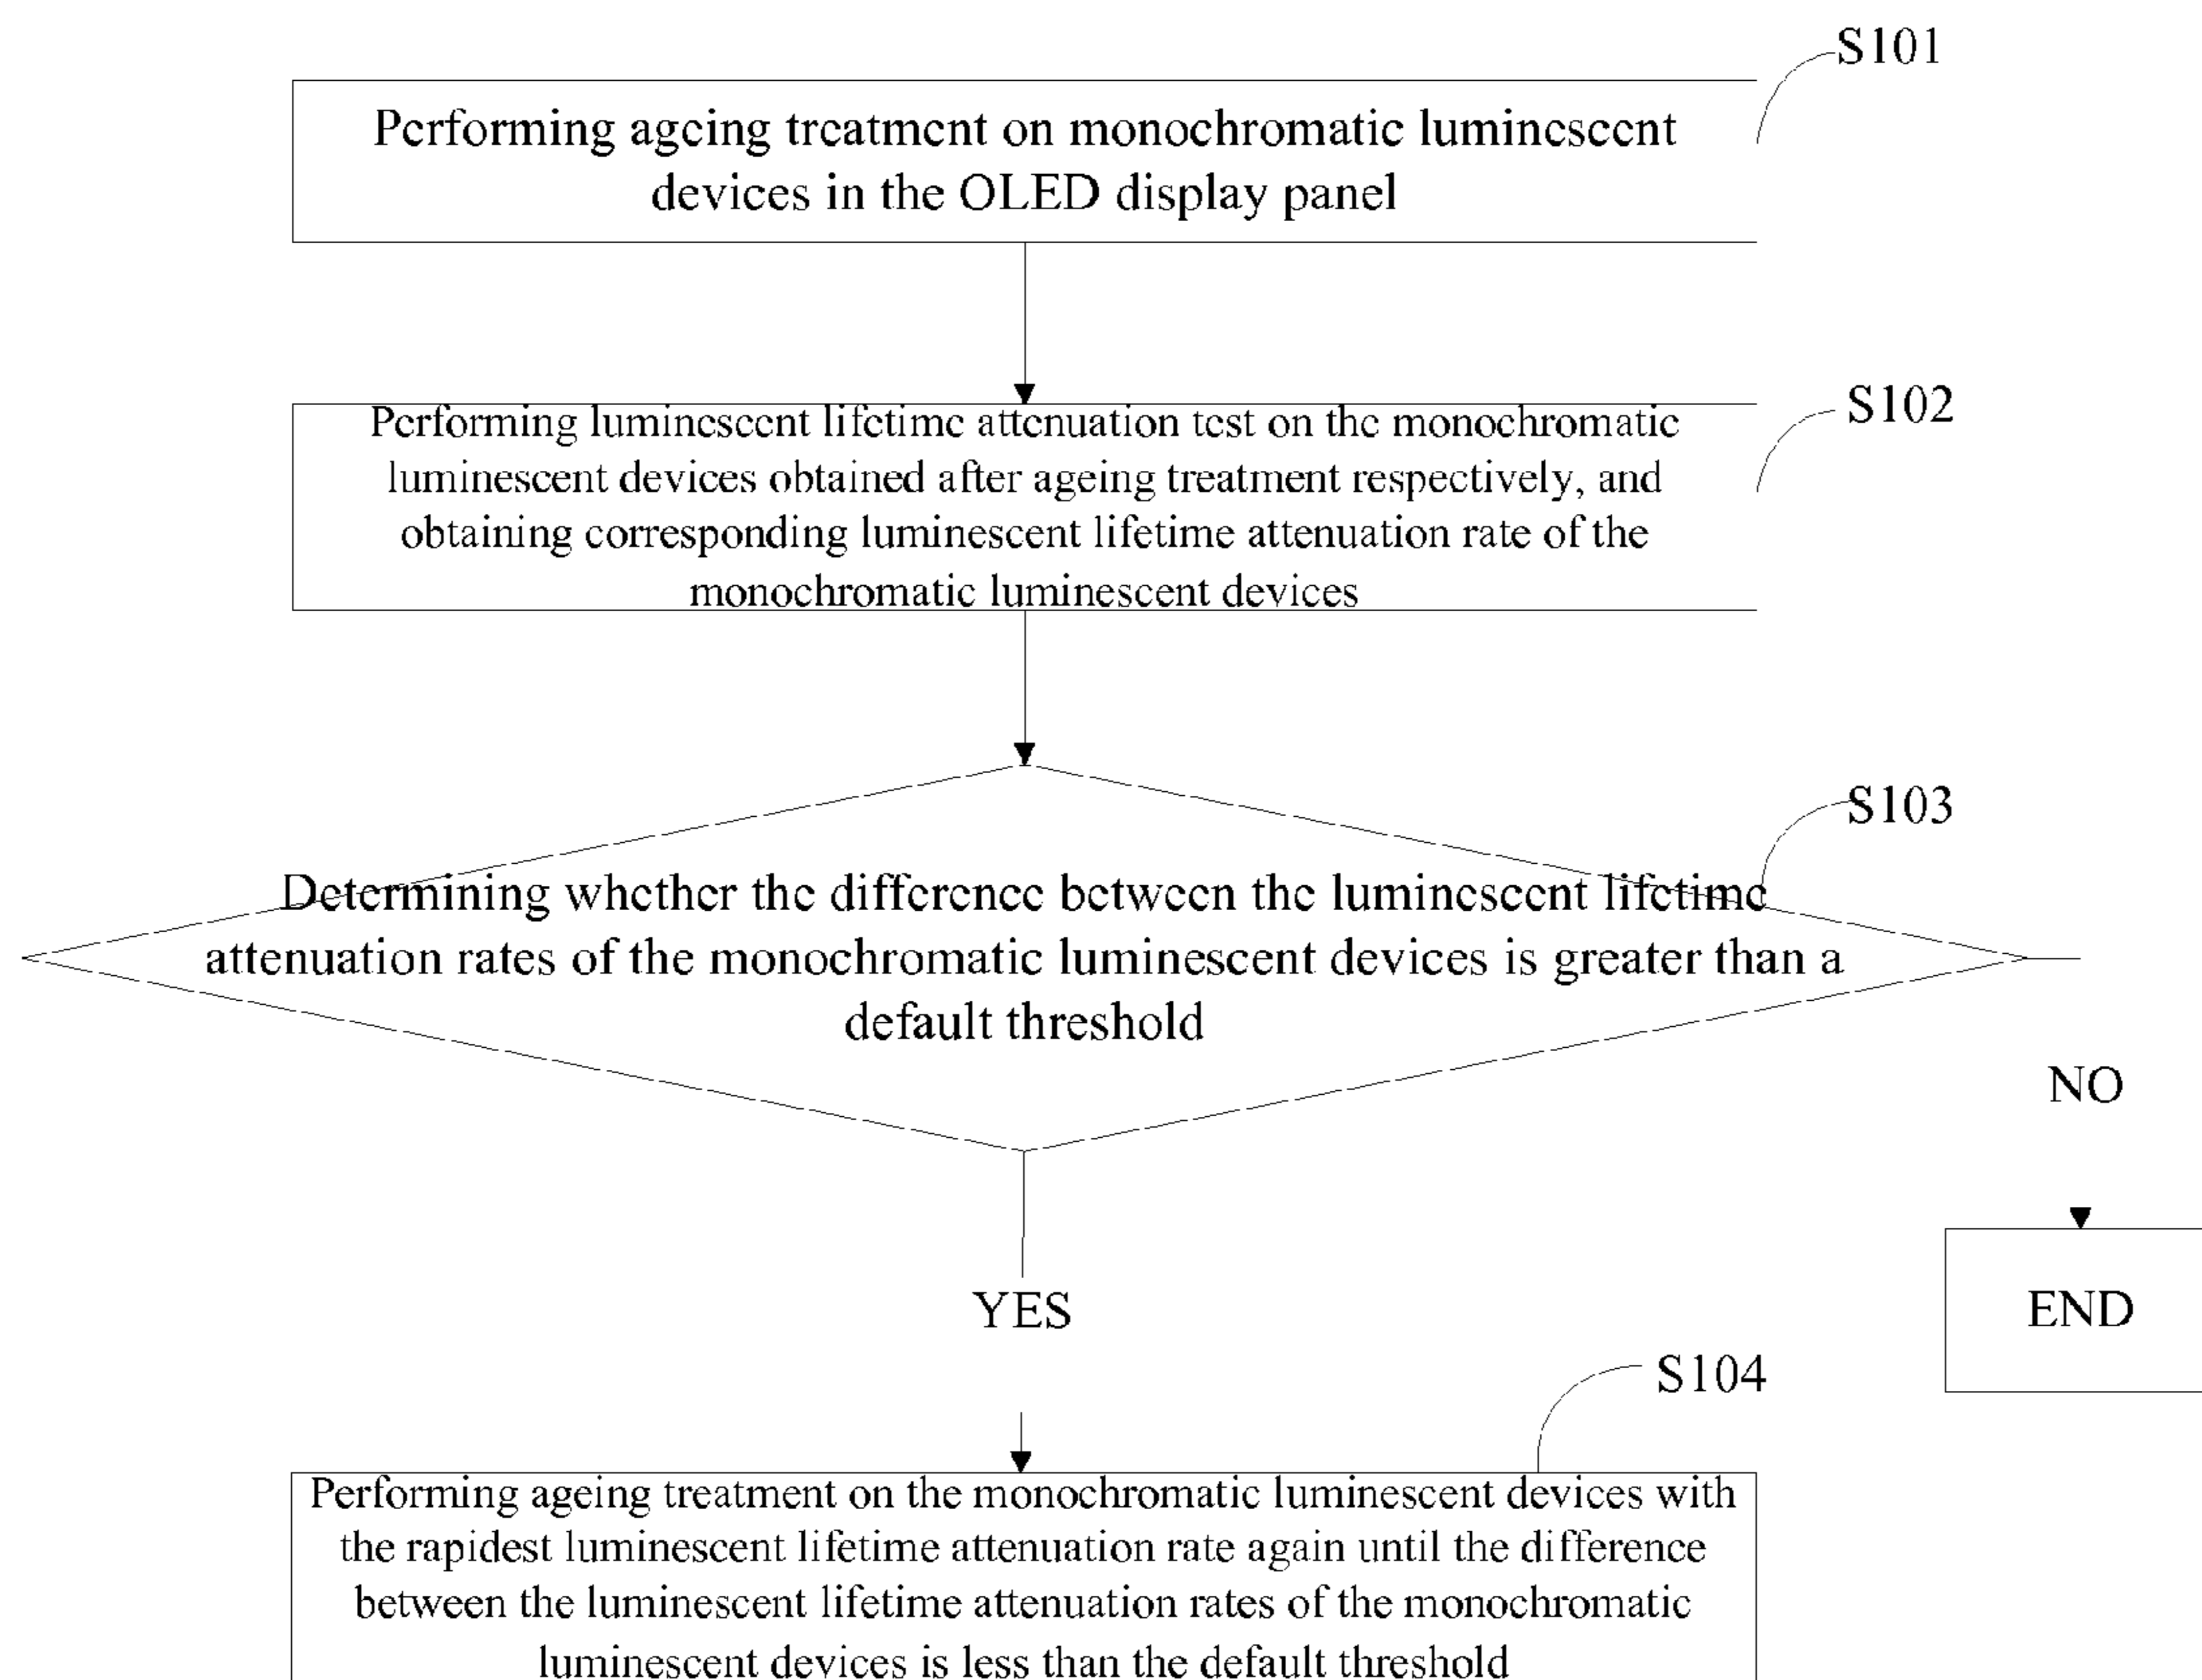 S101
Performing ageing treatment on monochromatic luminescent
devices in the OLED display panel
S102
Performing luminescent lifetime attenuation test on the monochromatic
luminescent devices obtained after ageing treatment respectively, and
obtaining corresponding luminescent lifetime attenuation rate of the
monochromatic luminescent devices
S103
Determining whether the difference between the luminescent lifetime
attenuation rates of the monochromatic luminescent devices is greater than a
default threshold
NO
END
YES
S104
Performing ageing treatment on the monochromatic luminescent devices with
the rapidest luminescent lifetime attenuation rate again until the difference
between the luminescent lifetime attenuation rates of the monochromatic
luminescent devices is less than the default threshold